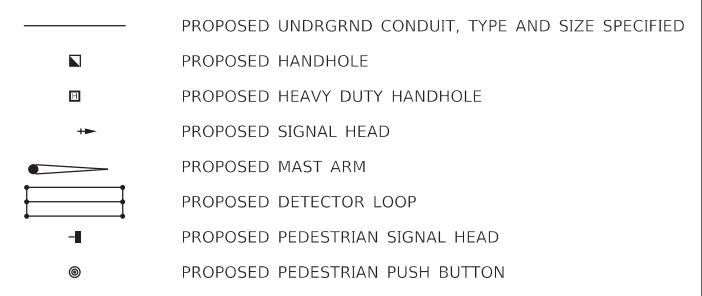 PROPOSED UNDRGRND CONDUIT, TYPE AND SIZE SPECIFIED
PROPOSED HANDHOLE
H PROPOSED HEAVY DUTY HANDHOLE
PROPOSED SIGNAL HEAD
PROPOSED MAST ARM
PROPOSED DETECTOR LOOP
PROPOSED PEDESTRIAN SIGNAL HEAD
PROPOSED PEDESTRIAN PUSH BUTTON